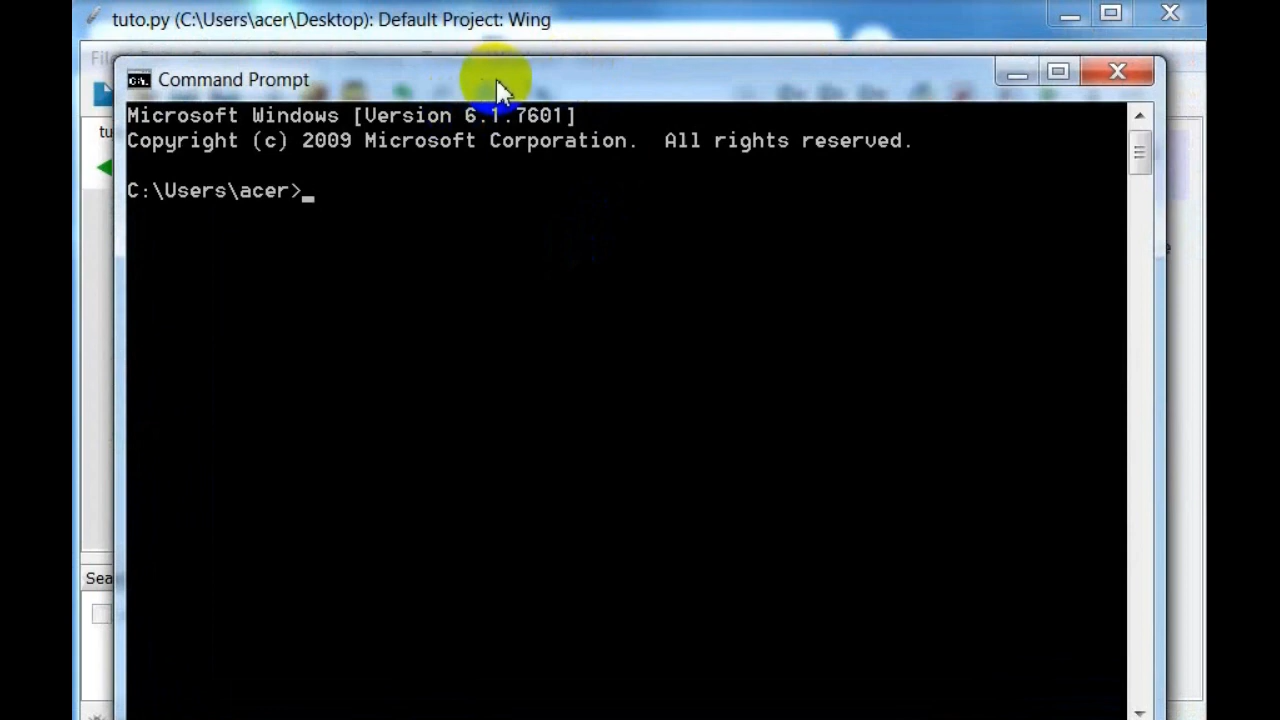 tuto.py (C:\Users\acer\Desktop): Default Project: Wing
Command Prompt
Microsoft Windows [Version 6.1.7601]
Copyright (c) 2009 Microsoft Corporation.  All rights reserved.
C:\Users\acer>